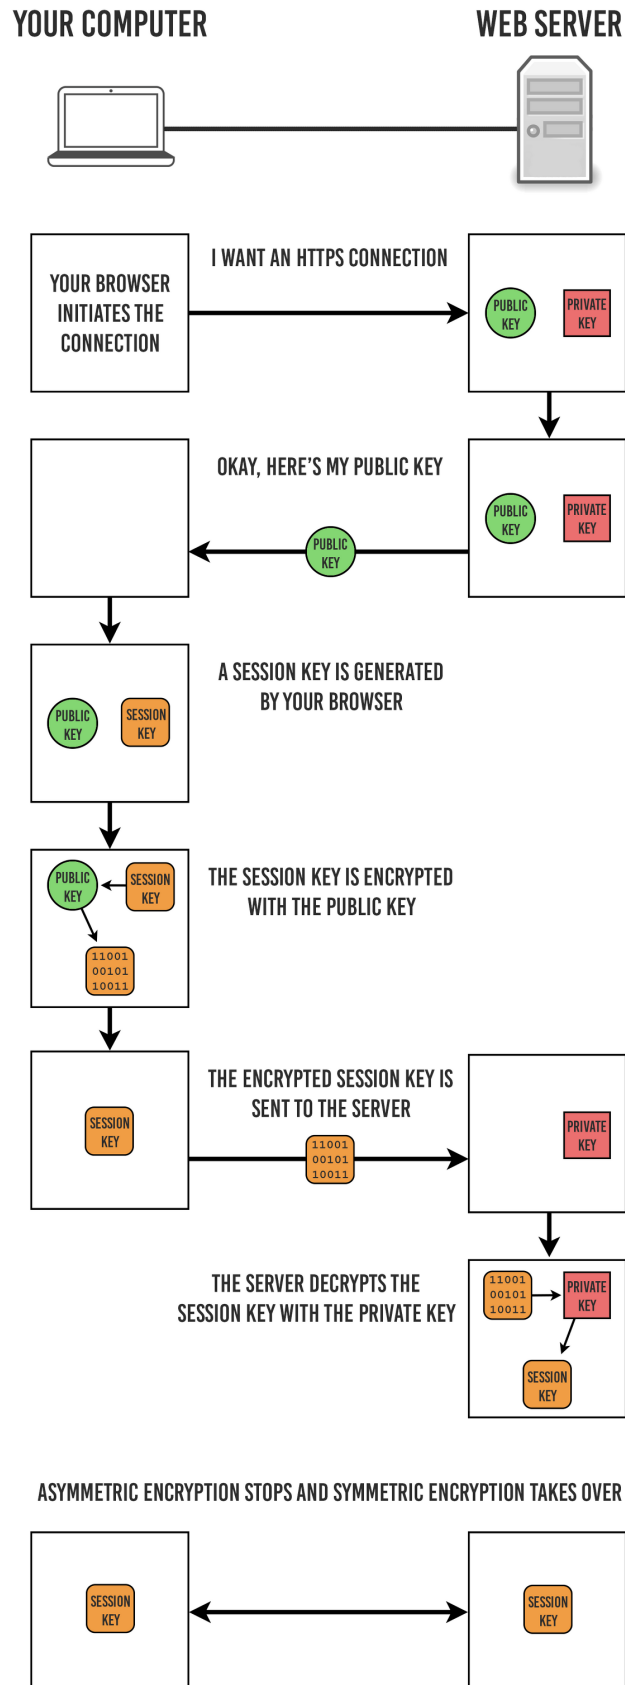 YOUR COMPUTER
WEB SERVER
I WANT AN HTTPS CONNECTION
YOUR BROWSER
INITIATES THE
CONNECTION
PUBLIC
KEY
PRIVATE
KEY
OKAY, HERE'S MY PUBLIC KEY
PUBLIC
KEY
PUBLIC
KEY
PRIVATE
KEY
A SESSION KEY IS GENERATED
BY YOUR BROWSER
PUBLIC
KEY
SESSION
KEY
THE SESSION KEY IS ENCRYPTED
WITH THE PUBLIC KEY
PUBLIC
KEY
SESSION
KEY
11001
00101
10011
THE ENCRYPTED SESSION KEY IS
SENT TO THE SERVER
SESSION
KEY
11001
00101
10011
PRIVATE
KEY
THE SERVER DECRYPTS THE
SESSION KEY WITH THE PRIVATE KEY
11001
00101
10011
PRIVATE
KEY
SESSION
KEY
ASYMMETRIC ENCRYPTION STOPS AND SYMMETRIC ENCRYPTION TAKES OVER
SESSION
KEY
SESSION
KEY